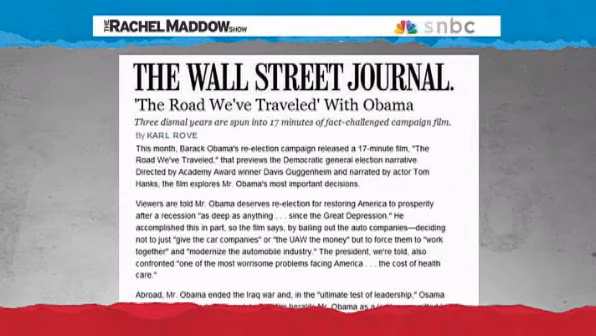 THE RACHEL MADDOW SHOW
snbc
THE WALL STREET JOURNAL.
'The Road We've Traveled' With Obama
Three dismal years are spun into 17 minutes of fact-challenged campaign film.
By KARL ROVE
This month, Barack Obama's re-election campaign released a 17-minute film, "The
Road We've Traveled," that previews the Democratic general election narrative.
Directed by Academy Award winner Davis Guggenheim and narrated by actor Tom
Hanks, the film explores Mr. Obama's most important decisions.
Viewers are told Mr. Obama deserves re-election for restoring America to prosperity
after a recession "as deep as anything . . . since the Great Depression." He
accomplished this in part, so the film says, by bailing out the auto companies—deciding
not to just "give the car companies" or "the UAW the money" but to force them to "work
together" and "modernize the automobile industry." The president, we're told, also
confronted "one of the most worrisome problems facing America . . . the cost of health
care."
Abroad, Mr. Obama ended the Iraq war and, in the "ultimate test of leadership," Osama
heralds Mr. Obama as a